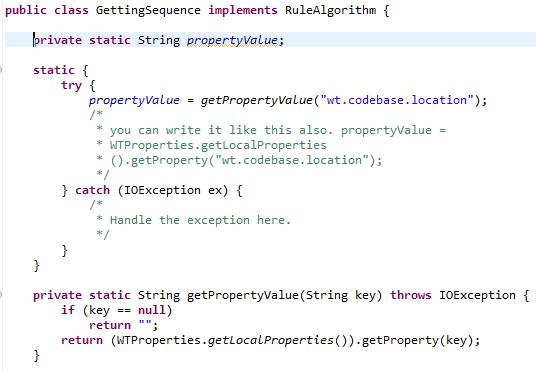 public class GettingSequence implements RuleAlgorithm {
private static String propertyValue;
static {
try {
propertyValue = getPropertyValue("wt.codebase.location");
/*
* you can write it like this also. propertyValue =
* WTProperties.getLocalProperties
* ().getProperty("wt.codebase.location");
*/
} catch (IOException ex) {
/*
* Handle the exception here.
*/
}
}
private static String getPropertyValue(String key) throws IOException {
if (key == null)
return "";
return (WTProperties.getLocalProperties()).getProperty(key);
}